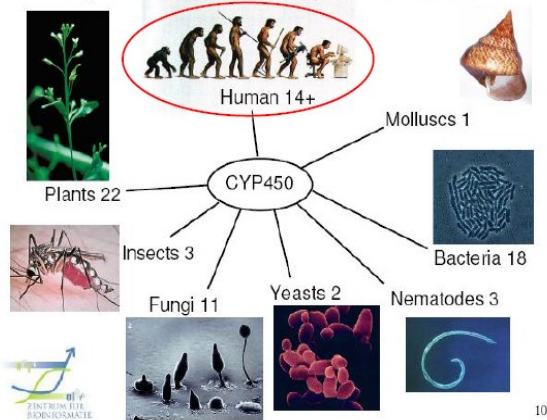 Human 14+
Molluscs 1
CYP450
Plants 22
Bacteria 18
Insects 3
Fungi 11
Yeasts 2
Nematodes 3
ZENTRUM FÜR
BIOINFORMATIK
10